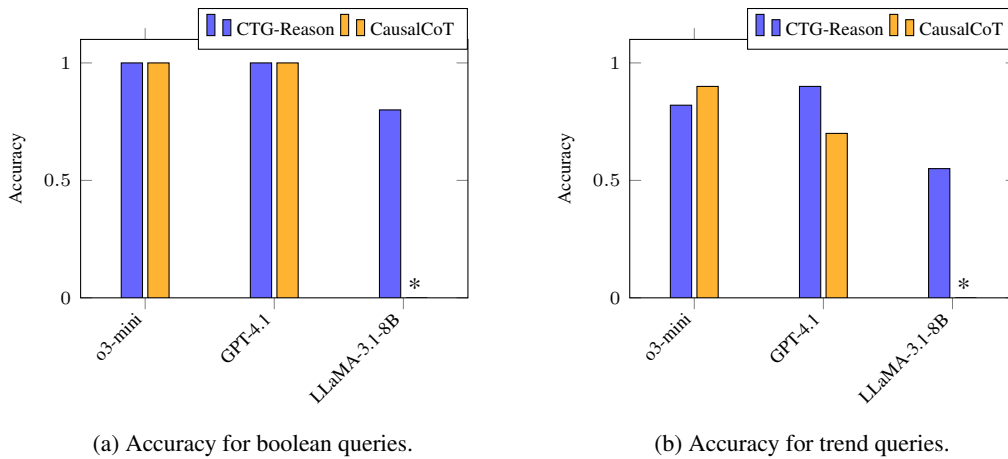 CTG-Reason CausalCoT
Accuracy
1
0.5
0
*
o3-mini
GPT-4.1
LLaMA-3.1-8B
(a) Accuracy for boolean queries.
CTG-Reason CausalCoT
Accuracy
1
0.5
0
*
o3-mini
GPT-4.1
LLaMA-3.1-8B
(b) Accuracy for trend queries.